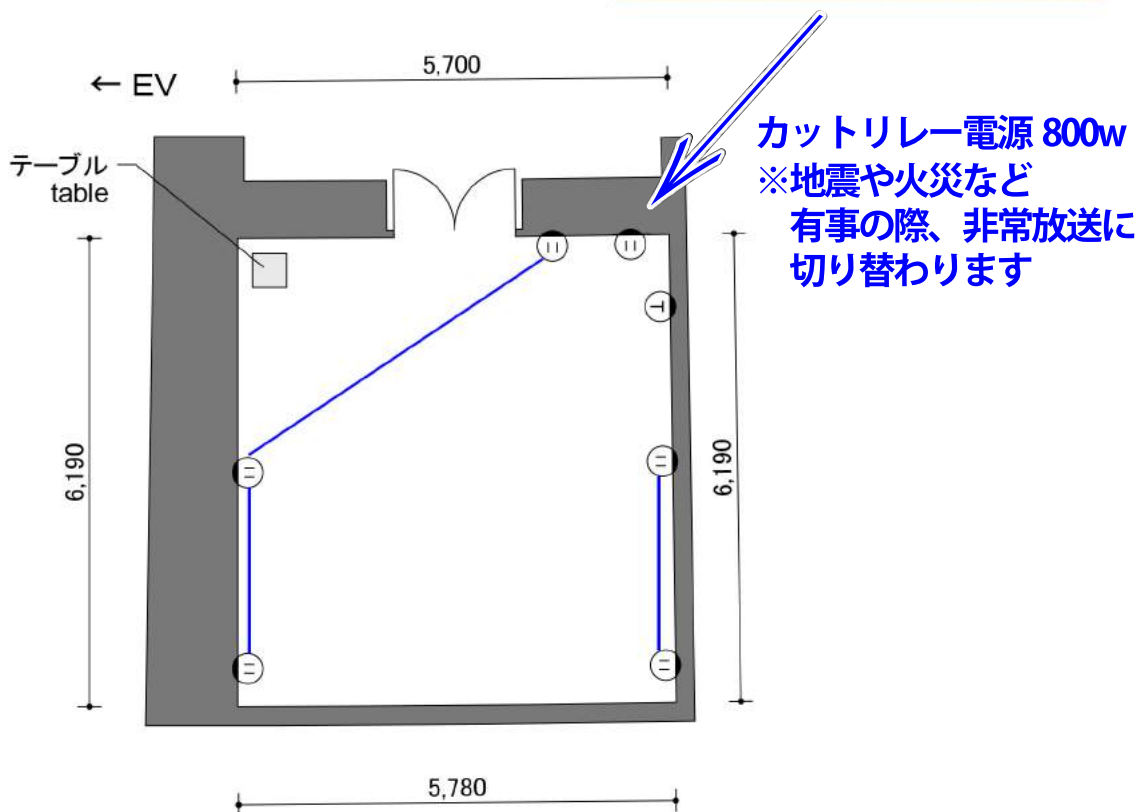 ← EV
5,700
カットリレー電源 800w
※地震や火災など
有事の際、非常放送に
切り替わります
テーブル
table
T
6,190
6,190
5,780